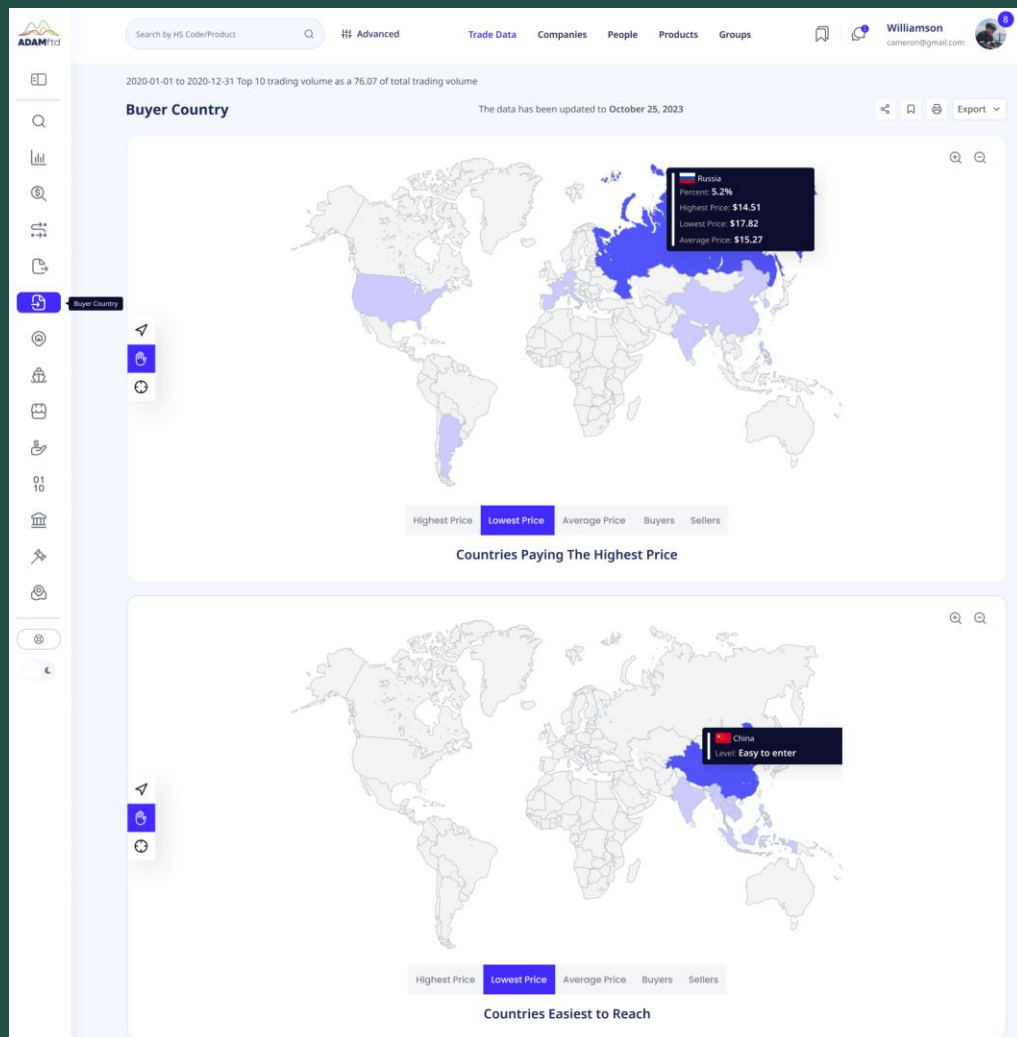 ADAMftd
Search by HS Code/Product
Advanced
Trade Data
Companies
People
Products
Groups
Williamson
cameron@gmail.com
8
2020-01-01 to 2020-12-31 Top 10 trading volume as a 76.07 of total trading volume
Buyer Country
The data has been updated to October 25, 2023
Export
Buyer Country
01
10
Russia
Percent: 5.2%
Highest Price: $14.51
Lowest Price: $17.82
Average Price: $15.27
Highest Price
Lowest Price
Average Price
Buyers
Sellers
Countries Paying The Highest Price
China
Level: Easy to enter
Highest Price
Lowest Price
Average Price
Buyers
Sellers
Countries Easiest to Reach